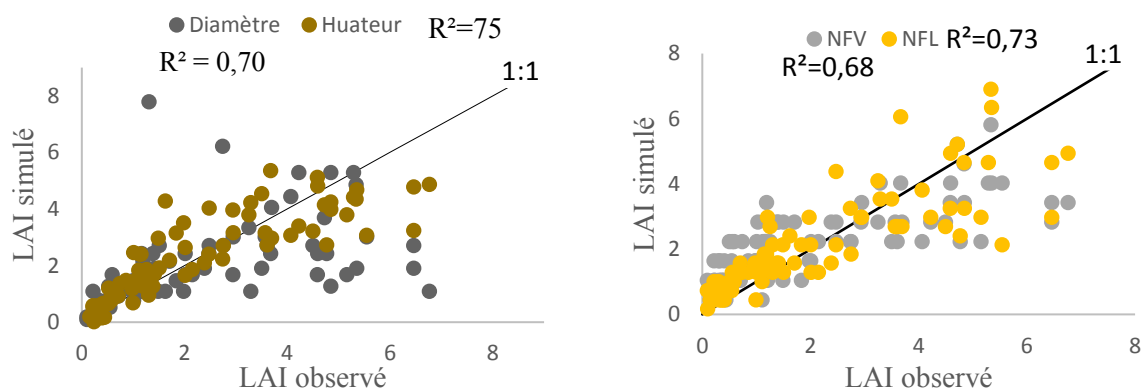 Diamètre Huateur R²=75
R² = 0,70
1:1
8
6
4
2
0
0 2 4 6 8
LAI simulé
LAI observé
NFV NFL R²=0,73
R²=0,68
1:1
8
6
4
2
0
0 2 4 6 8
LAI simulé
LAI observé